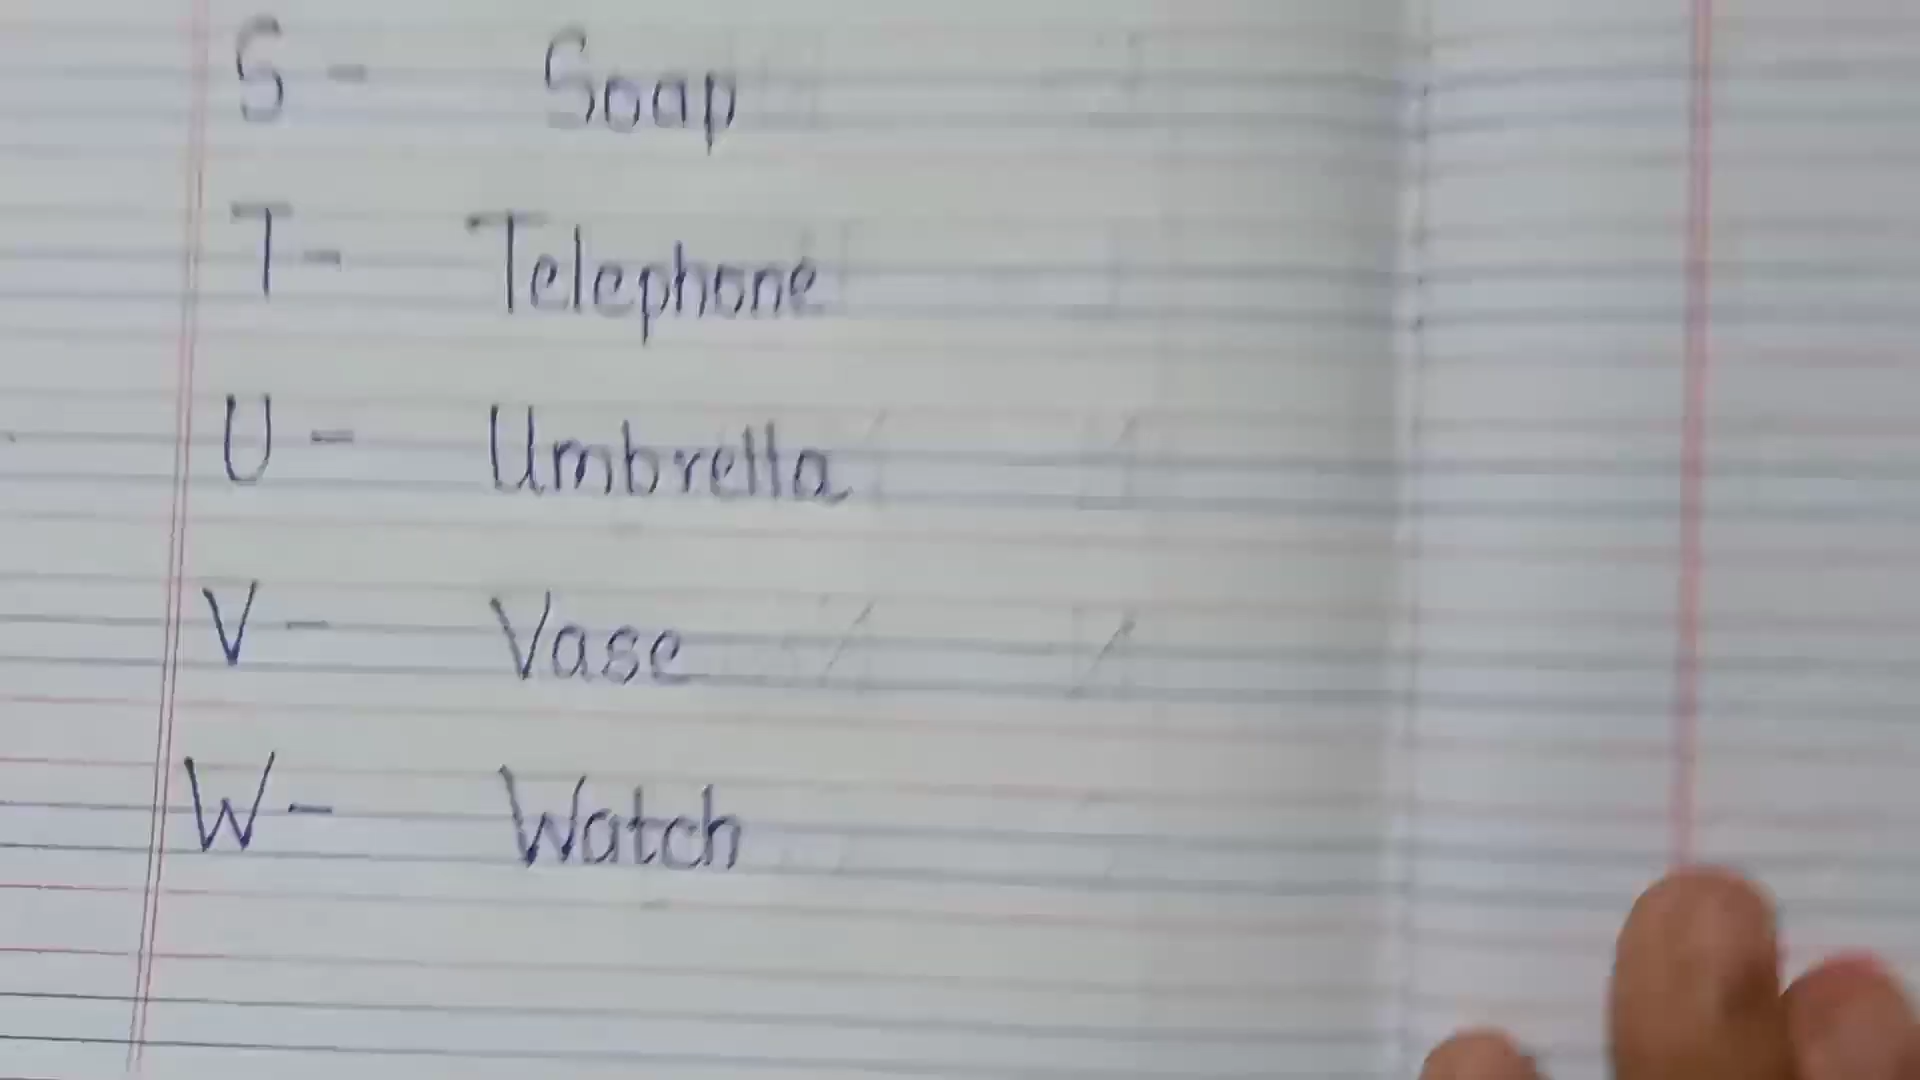 S - Soap
T - Telephone
U - Umbrella
V - Vase
W - Watch